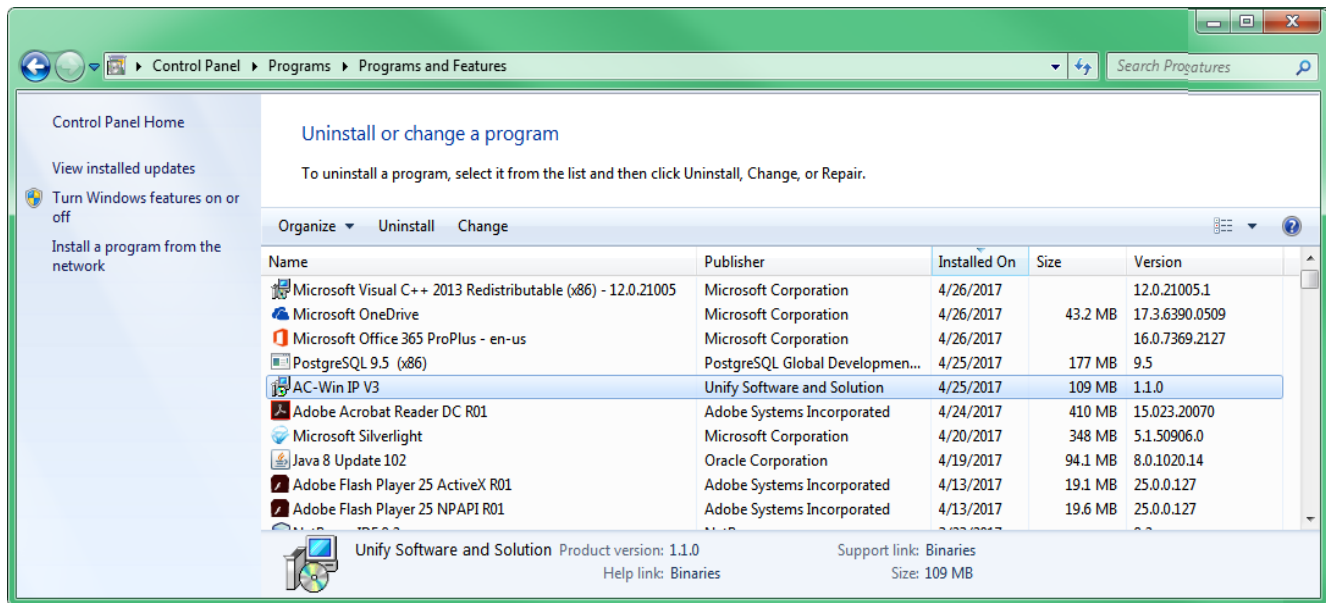 Control Panel ▸ Programs ▸ Programs and Features
Search Progatures
Control Panel Home
View installed updates
Turn Windows features on or
off
Install a program from the
network
Uninstall or change a program
To uninstall a program, select it from the list and then click Uninstall, Change, or Repair.
Organize Uninstall Change
Name Publisher Installed On Size Version
Microsoft Visual C++ 2013 Redistributable (x86) - 12.0.21005 Microsoft Corporation 4/26/2017 12.0.21005.1
Microsoft OneDrive Microsoft Corporation 4/26/2017 43.2 MB 17.3.6390.0509
Microsoft Office 365 ProPlus - en-us Microsoft Corporation 4/26/2017 16.0.7369.2127
PostgreSQL 9.5 (x86) PostgreSQL Global Developmen... 4/25/2017 177 MB 9.5
AC-Win IP V3 Unify Software and Solution 4/25/2017 109 MB 1.1.0
Adobe Acrobat Reader DC R01 Adobe Systems Incorporated 4/24/2017 410 MB 15.023.20070
Microsoft Silverlight Microsoft Corporation 4/20/2017 348 MB 5.1.50906.0
Java 8 Update 102 Oracle Corporation 4/19/2017 94.1 MB 8.0.1020.14
Adobe Flash Player 25 ActiveX R01 Adobe Systems Incorporated 4/13/2017 19.1 MB 25.0.0.127
Adobe Flash Player 25 NPAPI R01 Adobe Systems Incorporated 4/13/2017 19.6 MB 25.0.0.127
Unify Software and Solution Product version: 1.1.0 Support link: Binaries
Help link: Binaries Size: 109 MB